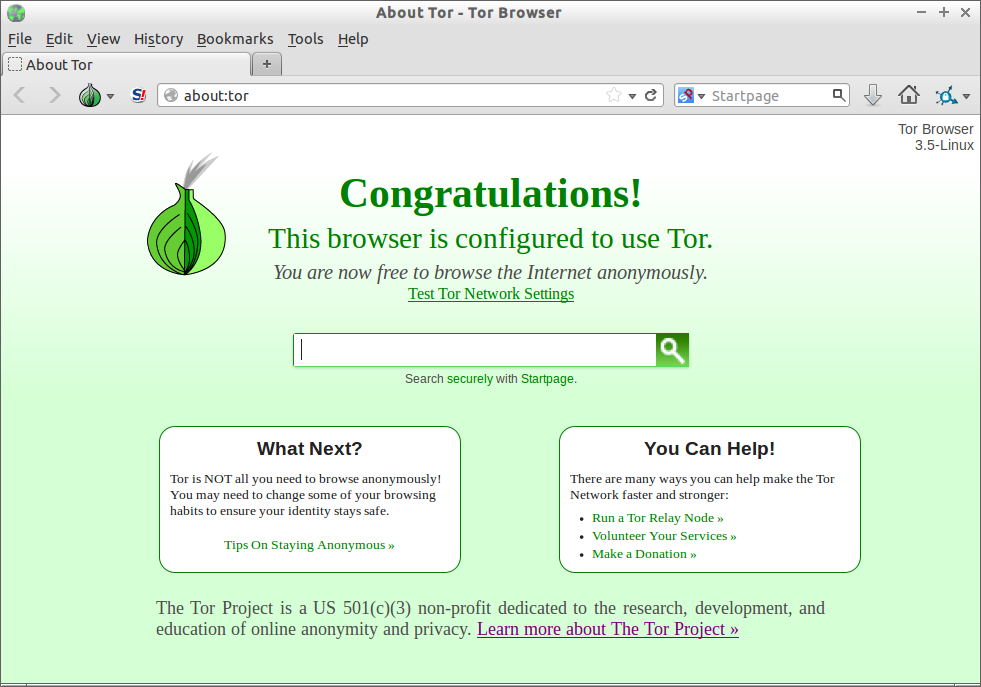 About Tor - Tor Browser
File Edit View History Bookmarks Tools Help
About Tor
S! about:tor Startpage
Tor Browser
3.5-Linux
Congratulations!
This browser is configured to use Tor.
You are now free to browse the Internet anonymously.
Test Tor Network Settings
Search securely with Startpage.
What Next?
Tor is NOT all you need to browse anonymously!
You may need to change some of your browsing
habits to ensure your identity stays safe.
Tips On Staying Anonymous »
You Can Help!
There are many ways you can help make the Tor
Network faster and stronger:
• Run a Tor Relay Node »
• Volunteer Your Services »
• Make a Donation »
The Tor Project is a US 501(c)(3) non-profit dedicated to the research, development, and
education of online anonymity and privacy. Learn more about The Tor Project »